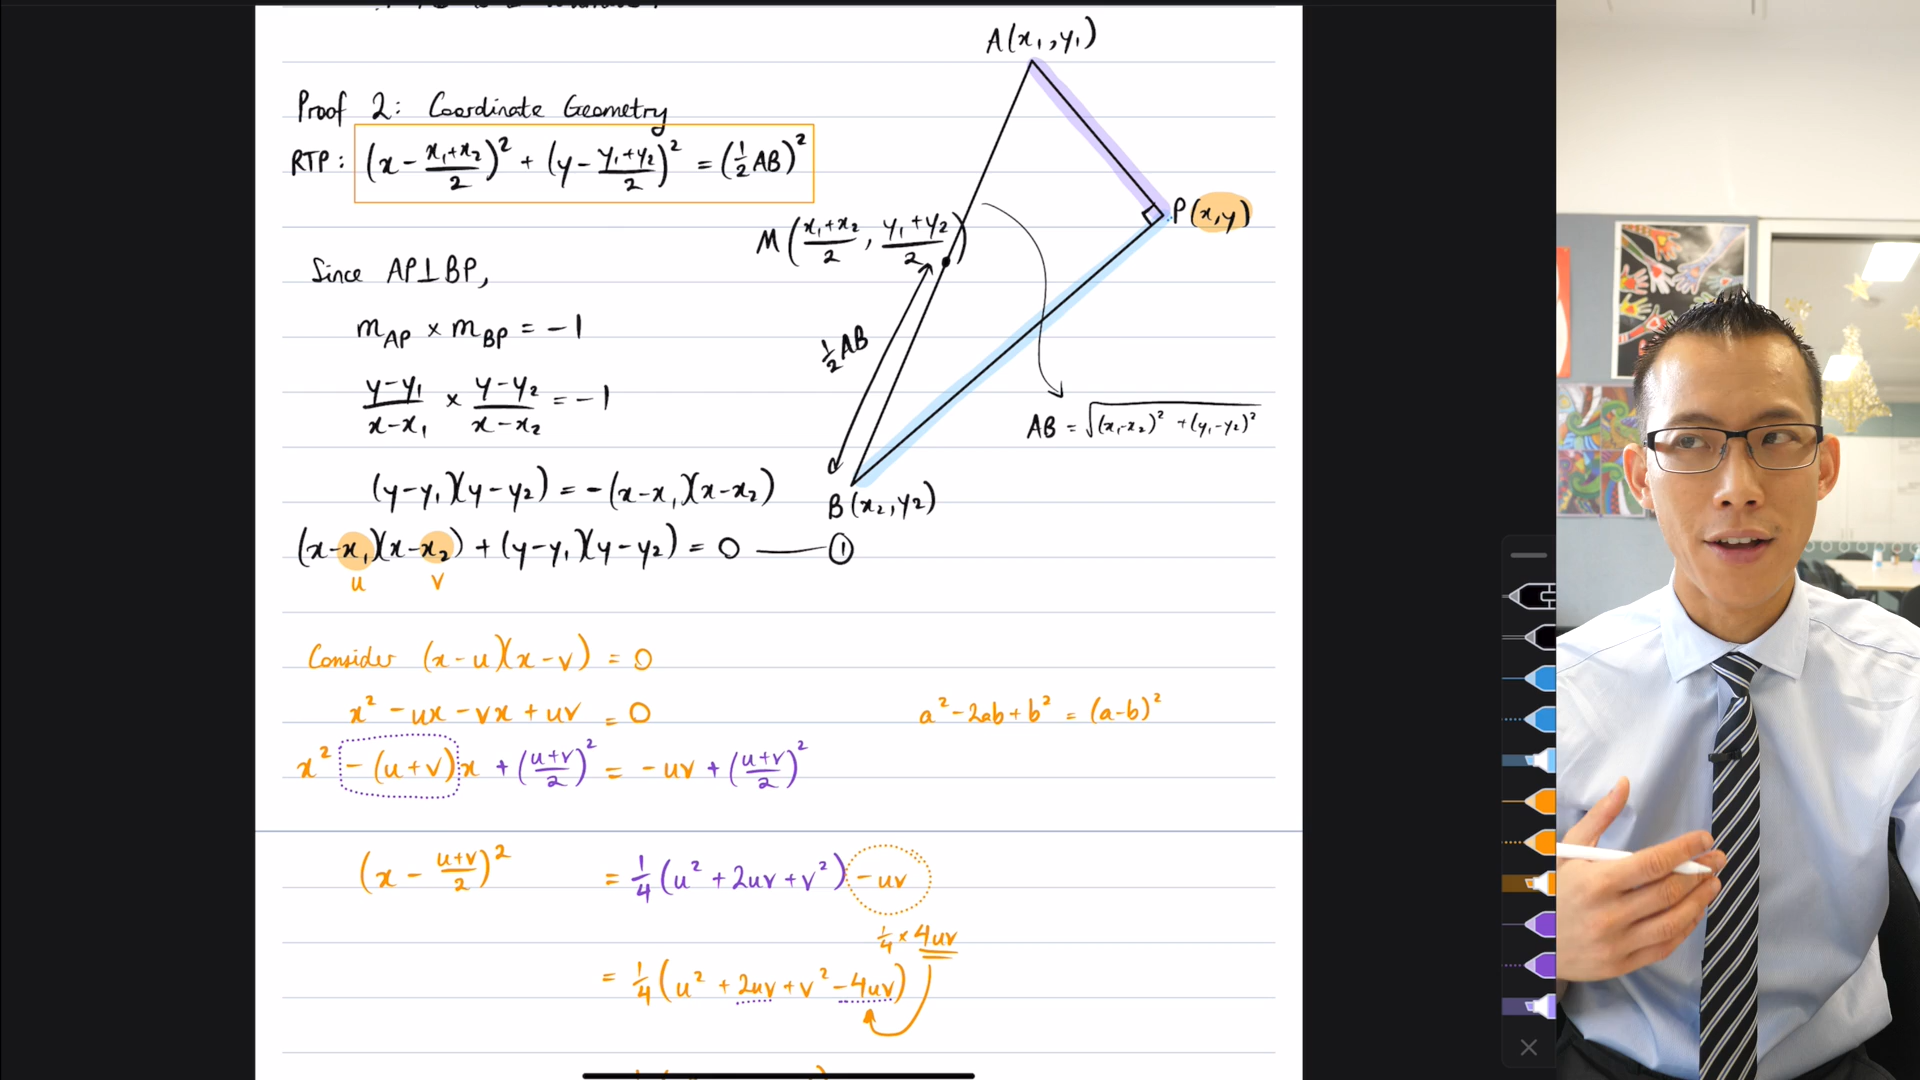 Proof 2: Coordinate Geometry
RTP: (x - (x₁+x₂)/2)² + (y - (y₁+y₂)/2)² = (½AB)²
Since AP⊥BP,
m_AP × m_BP = -1
(y-y₁)/(x-x₁) × (y-y₂)/(x-x₂) = -1
(y-y₁)(y-y₂) = -(x-x₁)(x-x₂)
(x-x₁)(x-x₂) + (y-y₁)(y-y₂) = 0 —— ①
u v
A(x₁,y₁)
P(x,y)
M((x₁+x₂)/2, (y₁+y₂)/2)
½AB
AB = √((x₁-x₂)² + (y₁-y₂)²)
B(x₂,y₂)
Consider (x-u)(x-v) = 0
x² - ux - vx + uv = 0
a² - 2ab + b² = (a-b)²
x² - (u+v)x + ((u+v)/2)² = -uv + ((u+v)/2)²
(x - (u+v)/2)² = ¼(u² + 2uv + v²) - uv
¼ × 4uv
= ¼(u² + 2uv + v² - 4uv)